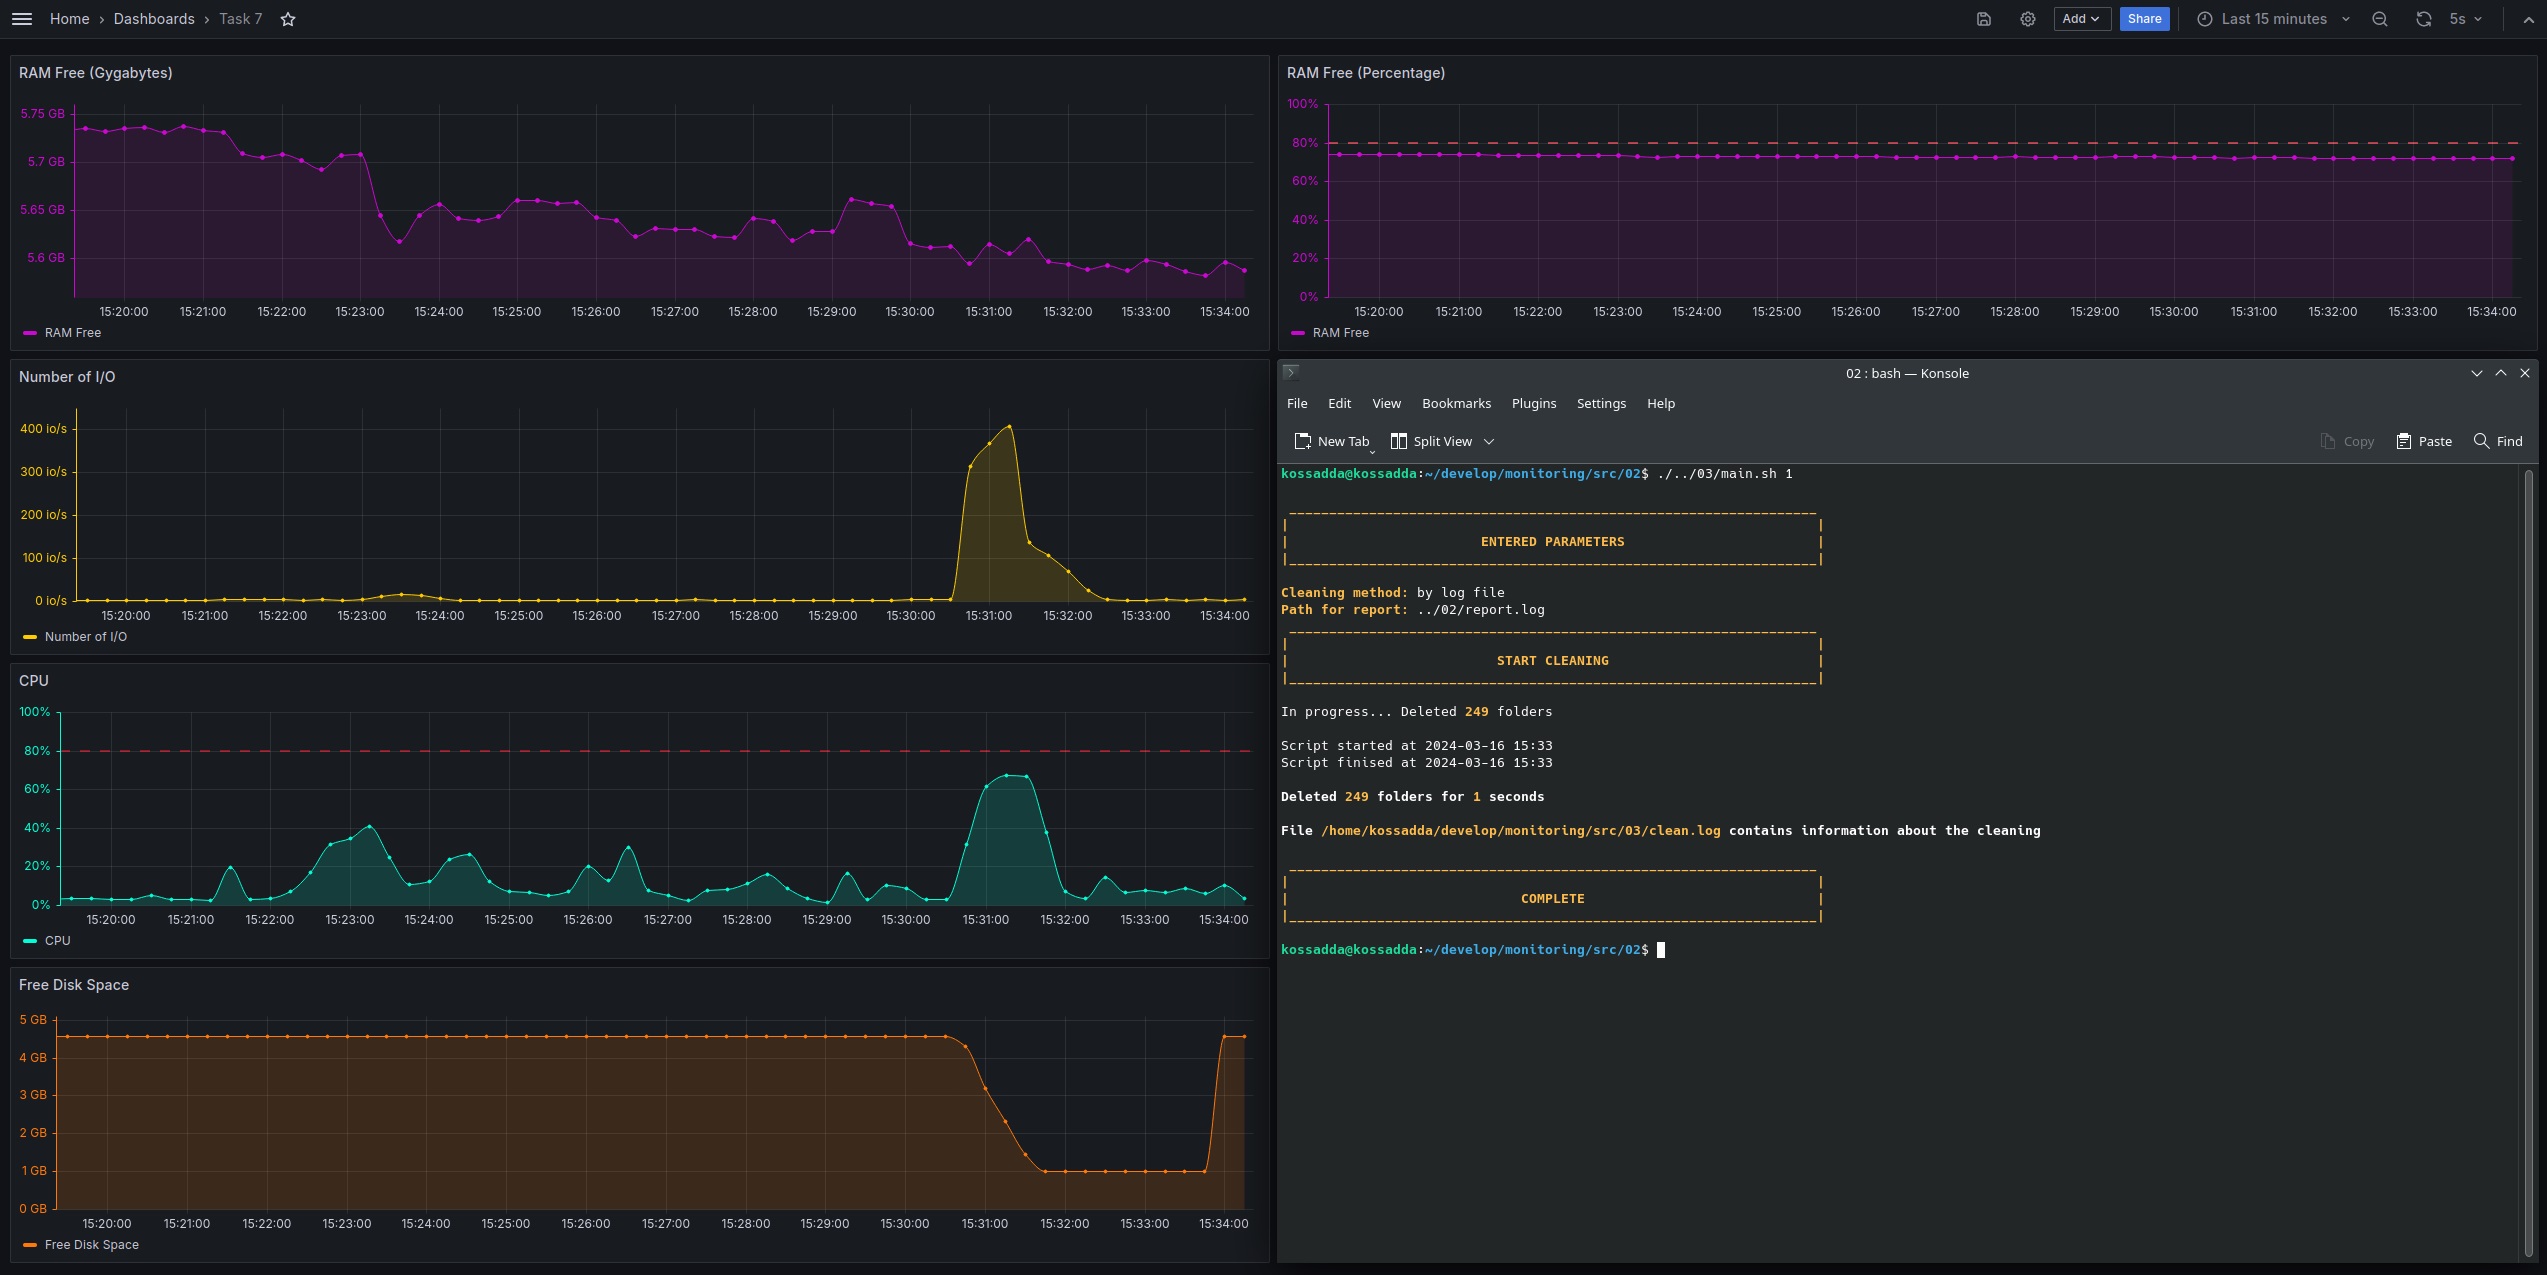 Home › Dashboards › Task 7
Add
Share
Last 15 minutes
5s
RAM Free (Gygabytes)
5.75 GB
5.7 GB
5.65 GB
5.6 GB
15:20:00 15:21:00 15:22:00 15:23:00 15:24:00 15:25:00 15:26:00 15:27:00 15:28:00 15:29:00 15:30:00 15:31:00 15:32:00 15:33:00 15:34:00
RAM Free
RAM Free (Percentage)
100%
80%
60%
40%
20%
0%
15:20:00 15:21:00 15:22:00 15:23:00 15:24:00 15:25:00 15:26:00 15:27:00 15:28:00 15:29:00 15:30:00 15:31:00 15:32:00 15:33:00 15:34:00
RAM Free
Number of I/O
400 io/s
300 io/s
200 io/s
100 io/s
0 io/s
15:20:00 15:21:00 15:22:00 15:23:00 15:24:00 15:25:00 15:26:00 15:27:00 15:28:00 15:29:00 15:30:00 15:31:00 15:32:00 15:33:00 15:34:00
Number of I/O
CPU
100%
80%
60%
40%
20%
0%
15:20:00 15:21:00 15:22:00 15:23:00 15:24:00 15:25:00 15:26:00 15:27:00 15:28:00 15:29:00 15:30:00 15:31:00 15:32:00 15:33:00 15:34:00
CPU
Free Disk Space
5 GB
4 GB
3 GB
2 GB
1 GB
0 GB
15:20:00 15:21:00 15:22:00 15:23:00 15:24:00 15:25:00 15:26:00 15:27:00 15:28:00 15:29:00 15:30:00 15:31:00 15:32:00 15:33:00 15:34:00
Free Disk Space
02 : bash — Konsole
File Edit View Bookmarks Plugins Settings Help
New Tab Split View Copy Paste Find
kossadda@kossadda:~/develop/monitoring/src/02$ ./../03/main.sh 1
ENTERED PARAMETERS
Cleaning method: by log file
Path for report: ../02/report.log
START CLEANING
In progress... Deleted 249 folders
Script started at 2024-03-16 15:33
Script finised at 2024-03-16 15:33
Deleted 249 folders for 1 seconds
File /home/kossadda/develop/monitoring/src/03/clean.log contains information about the cleaning
COMPLETE
kossadda@kossadda:~/develop/monitoring/src/02$